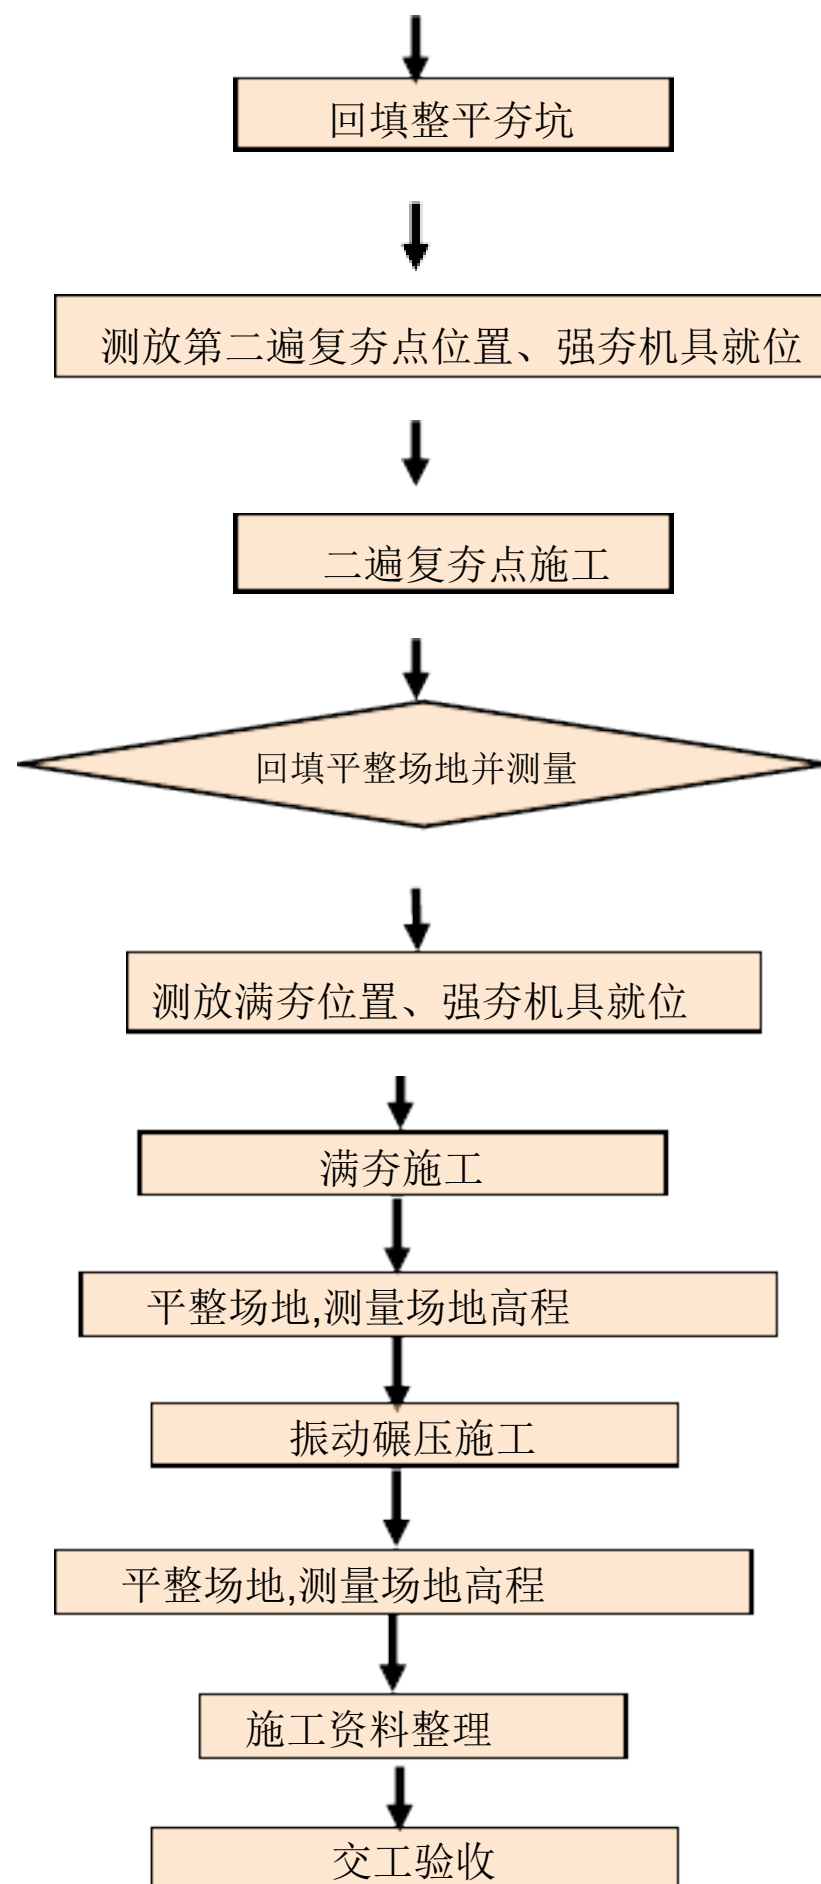 回填整平夯坑
测放第二遍复夯点位置、强夯机具就位
二遍复夯点施工
回填平整场地并测量
测放满夯位置、强夯机具就位
满夯施工
平整场地,测量场地高程
振动碾压施工
平整场地,测量场地高程
施工资料整理
交工验收